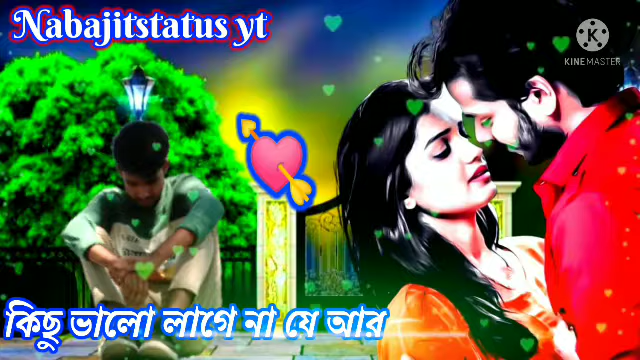 Nabajitstatus yt
KINEMASTER
কিছু ভালো লাগে না যে আর